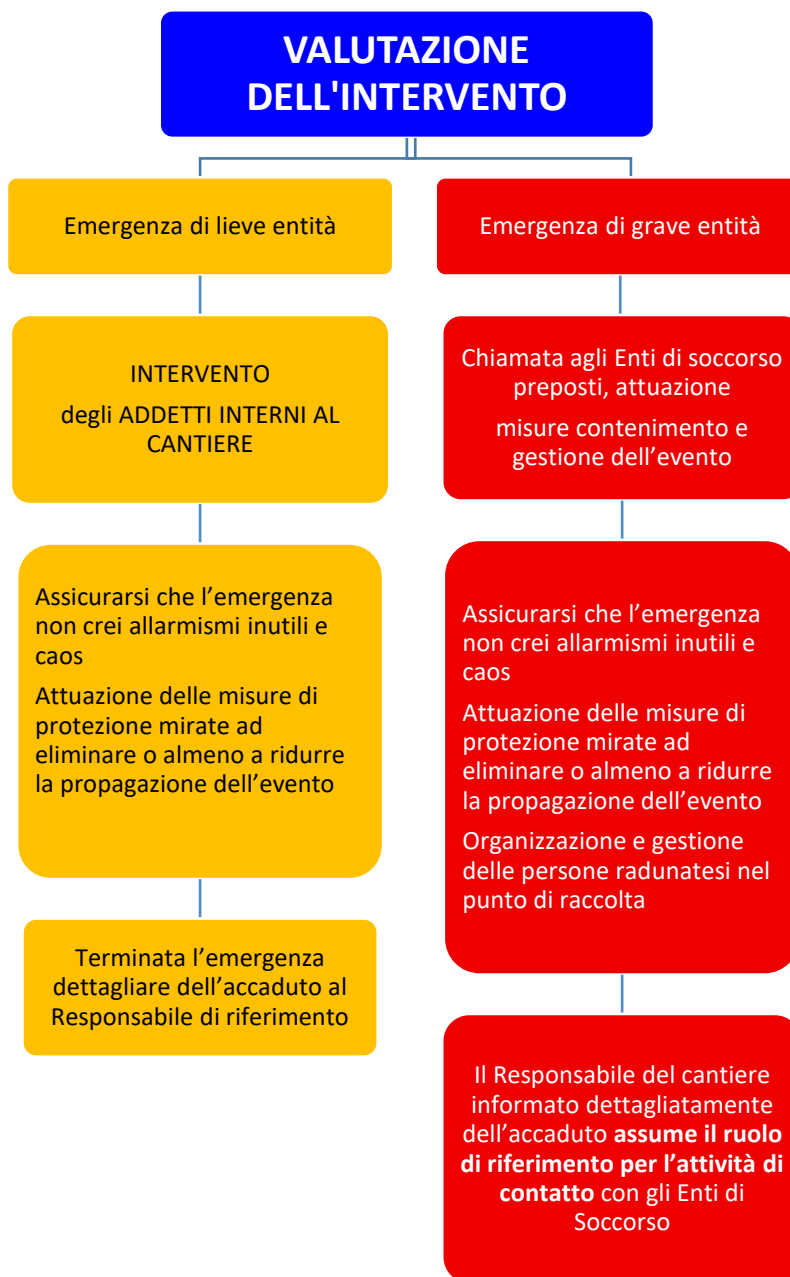 VALUTAZIONE
DELL'INTERVENTO
Emergenza di lieve entità
INTERVENTO
degli ADDETTI INTERNI AL
CANTIERE
Assicurarsi che l’emergenza
non crei allarmismi inutili e
caos
Attuazione delle misure di
protezione mirate ad
eliminare o almeno a ridurre
la propagazione dell’evento
Terminata l’emergenza
dettagliare dell’accaduto al
Responsabile di riferimento
Emergenza di grave entità
Chiamata agli Enti di soccorso
preposti, attuazione
misure contenimento e
gestione dell’evento
Assicurarsi che l’emergenza
non crei allarmismi inutili e
caos
Attuazione delle misure di
protezione mirate ad
eliminare o almeno a ridurre
la propagazione dell’evento
Organizzazione e gestione
delle persone radunatesi nel
punto di raccolta
Il Responsabile del cantiere
informato dettagliatamente
dell’accaduto assume il ruolo
di riferimento per l’attività di
contatto con gli Enti di
Soccorso